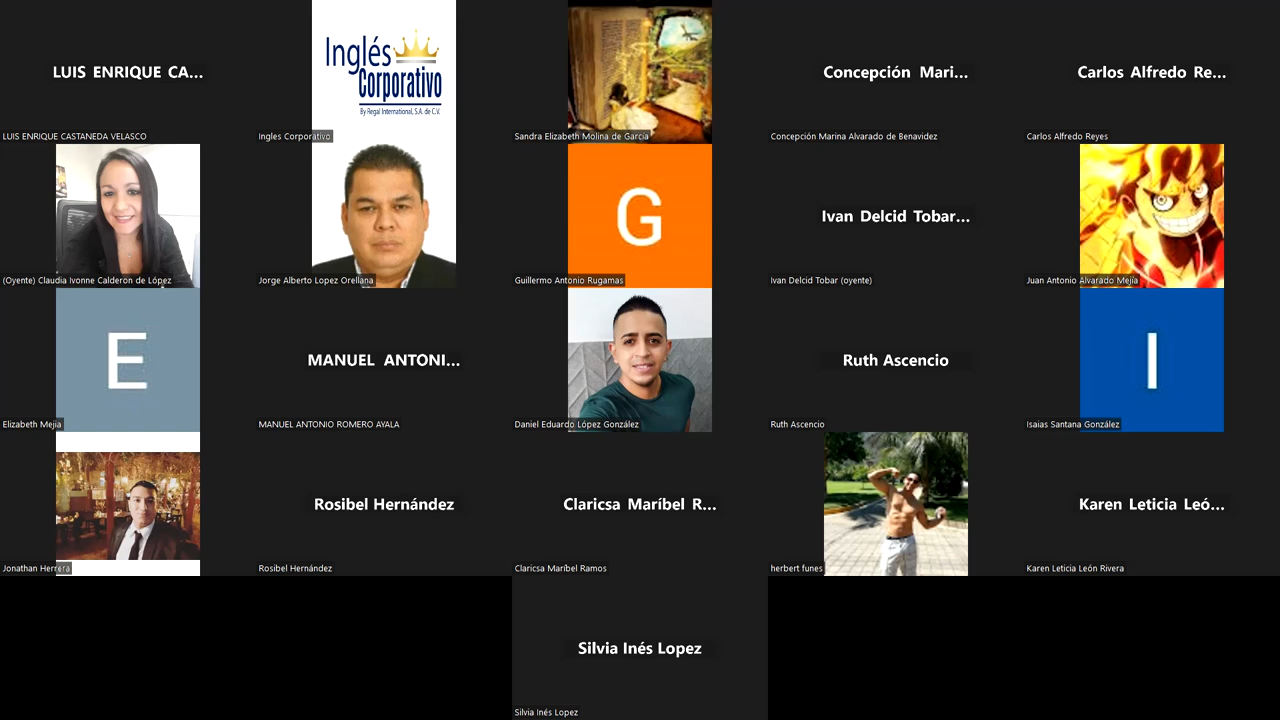 LUIS ENRIQUE CA...
LUIS ENRIQUE CASTANEDA VELASCO
Inglés
Corporativo
By Regal International, S.A. de C.V.
Ingles Corporativo
Sandra Elizabeth Molina de García
Concepción Mari...
Concepción Marina Alvarado de Benavidez
Carlos Alfredo Re...
Carlos Alfredo Reyes
(Oyente) Claudia Ivonne Calderon de López
Jorge Alberto Lopez Orellana
G
Guillermo Antonio Rugamas
Ivan Delcid Tobar...
Ivan Delcid Tobar (oyente)
Juan Antonio Alvarado Mejía
E
Elizabeth Mejia
MANUEL ANTONI...
MANUEL ANTONIO ROMERO AYALA
Daniel Eduardo López González
Ruth Ascencio
Ruth Ascencio
I
Isaias Santana González
Jonathan Herrera
Rosibel Hernández
Rosibel Hernández
Claricsa Maríbel R...
Claricsa Maríbel Ramos
herbert funes
Karen Leticia Leó...
Karen Leticia León Rivera
Silvia Inés Lopez
Silvia Inés Lopez